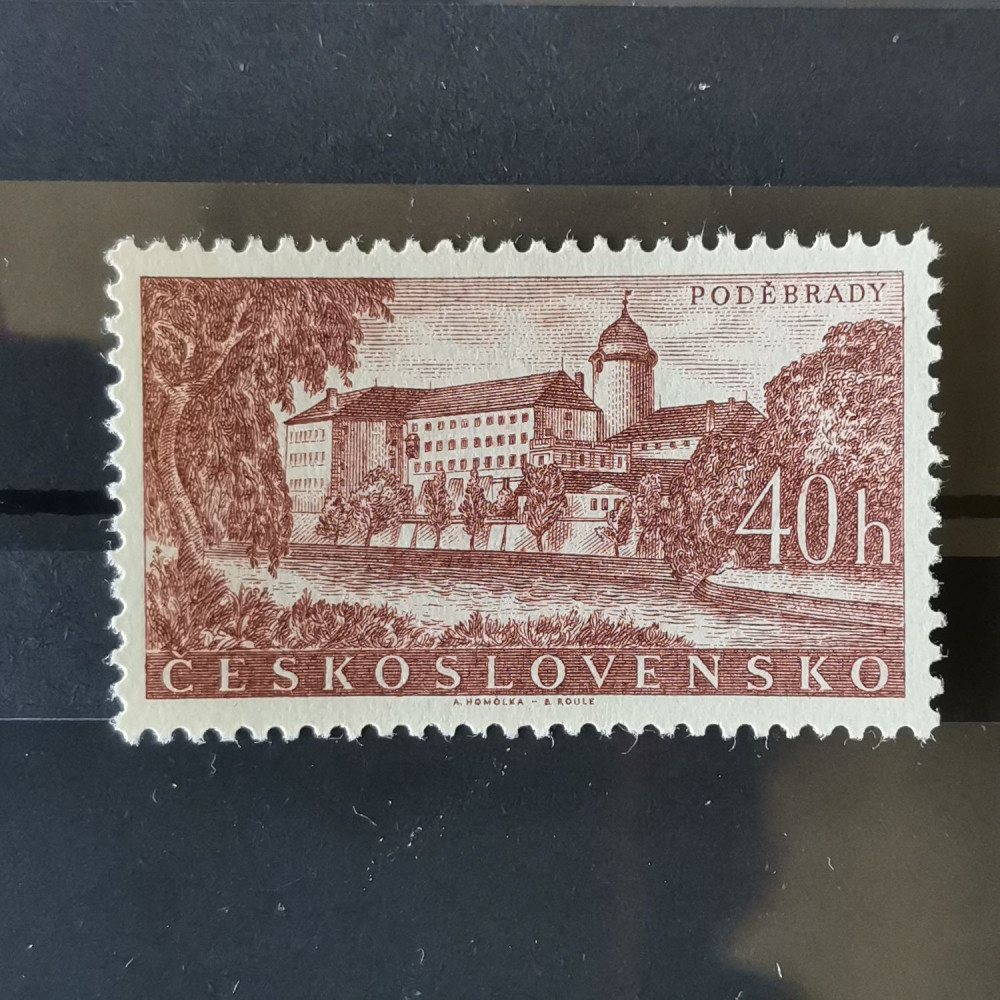 PODĚBRADY
40h
ČESKOSLOVENSKO
A. HOMOLKA - B. ROULE